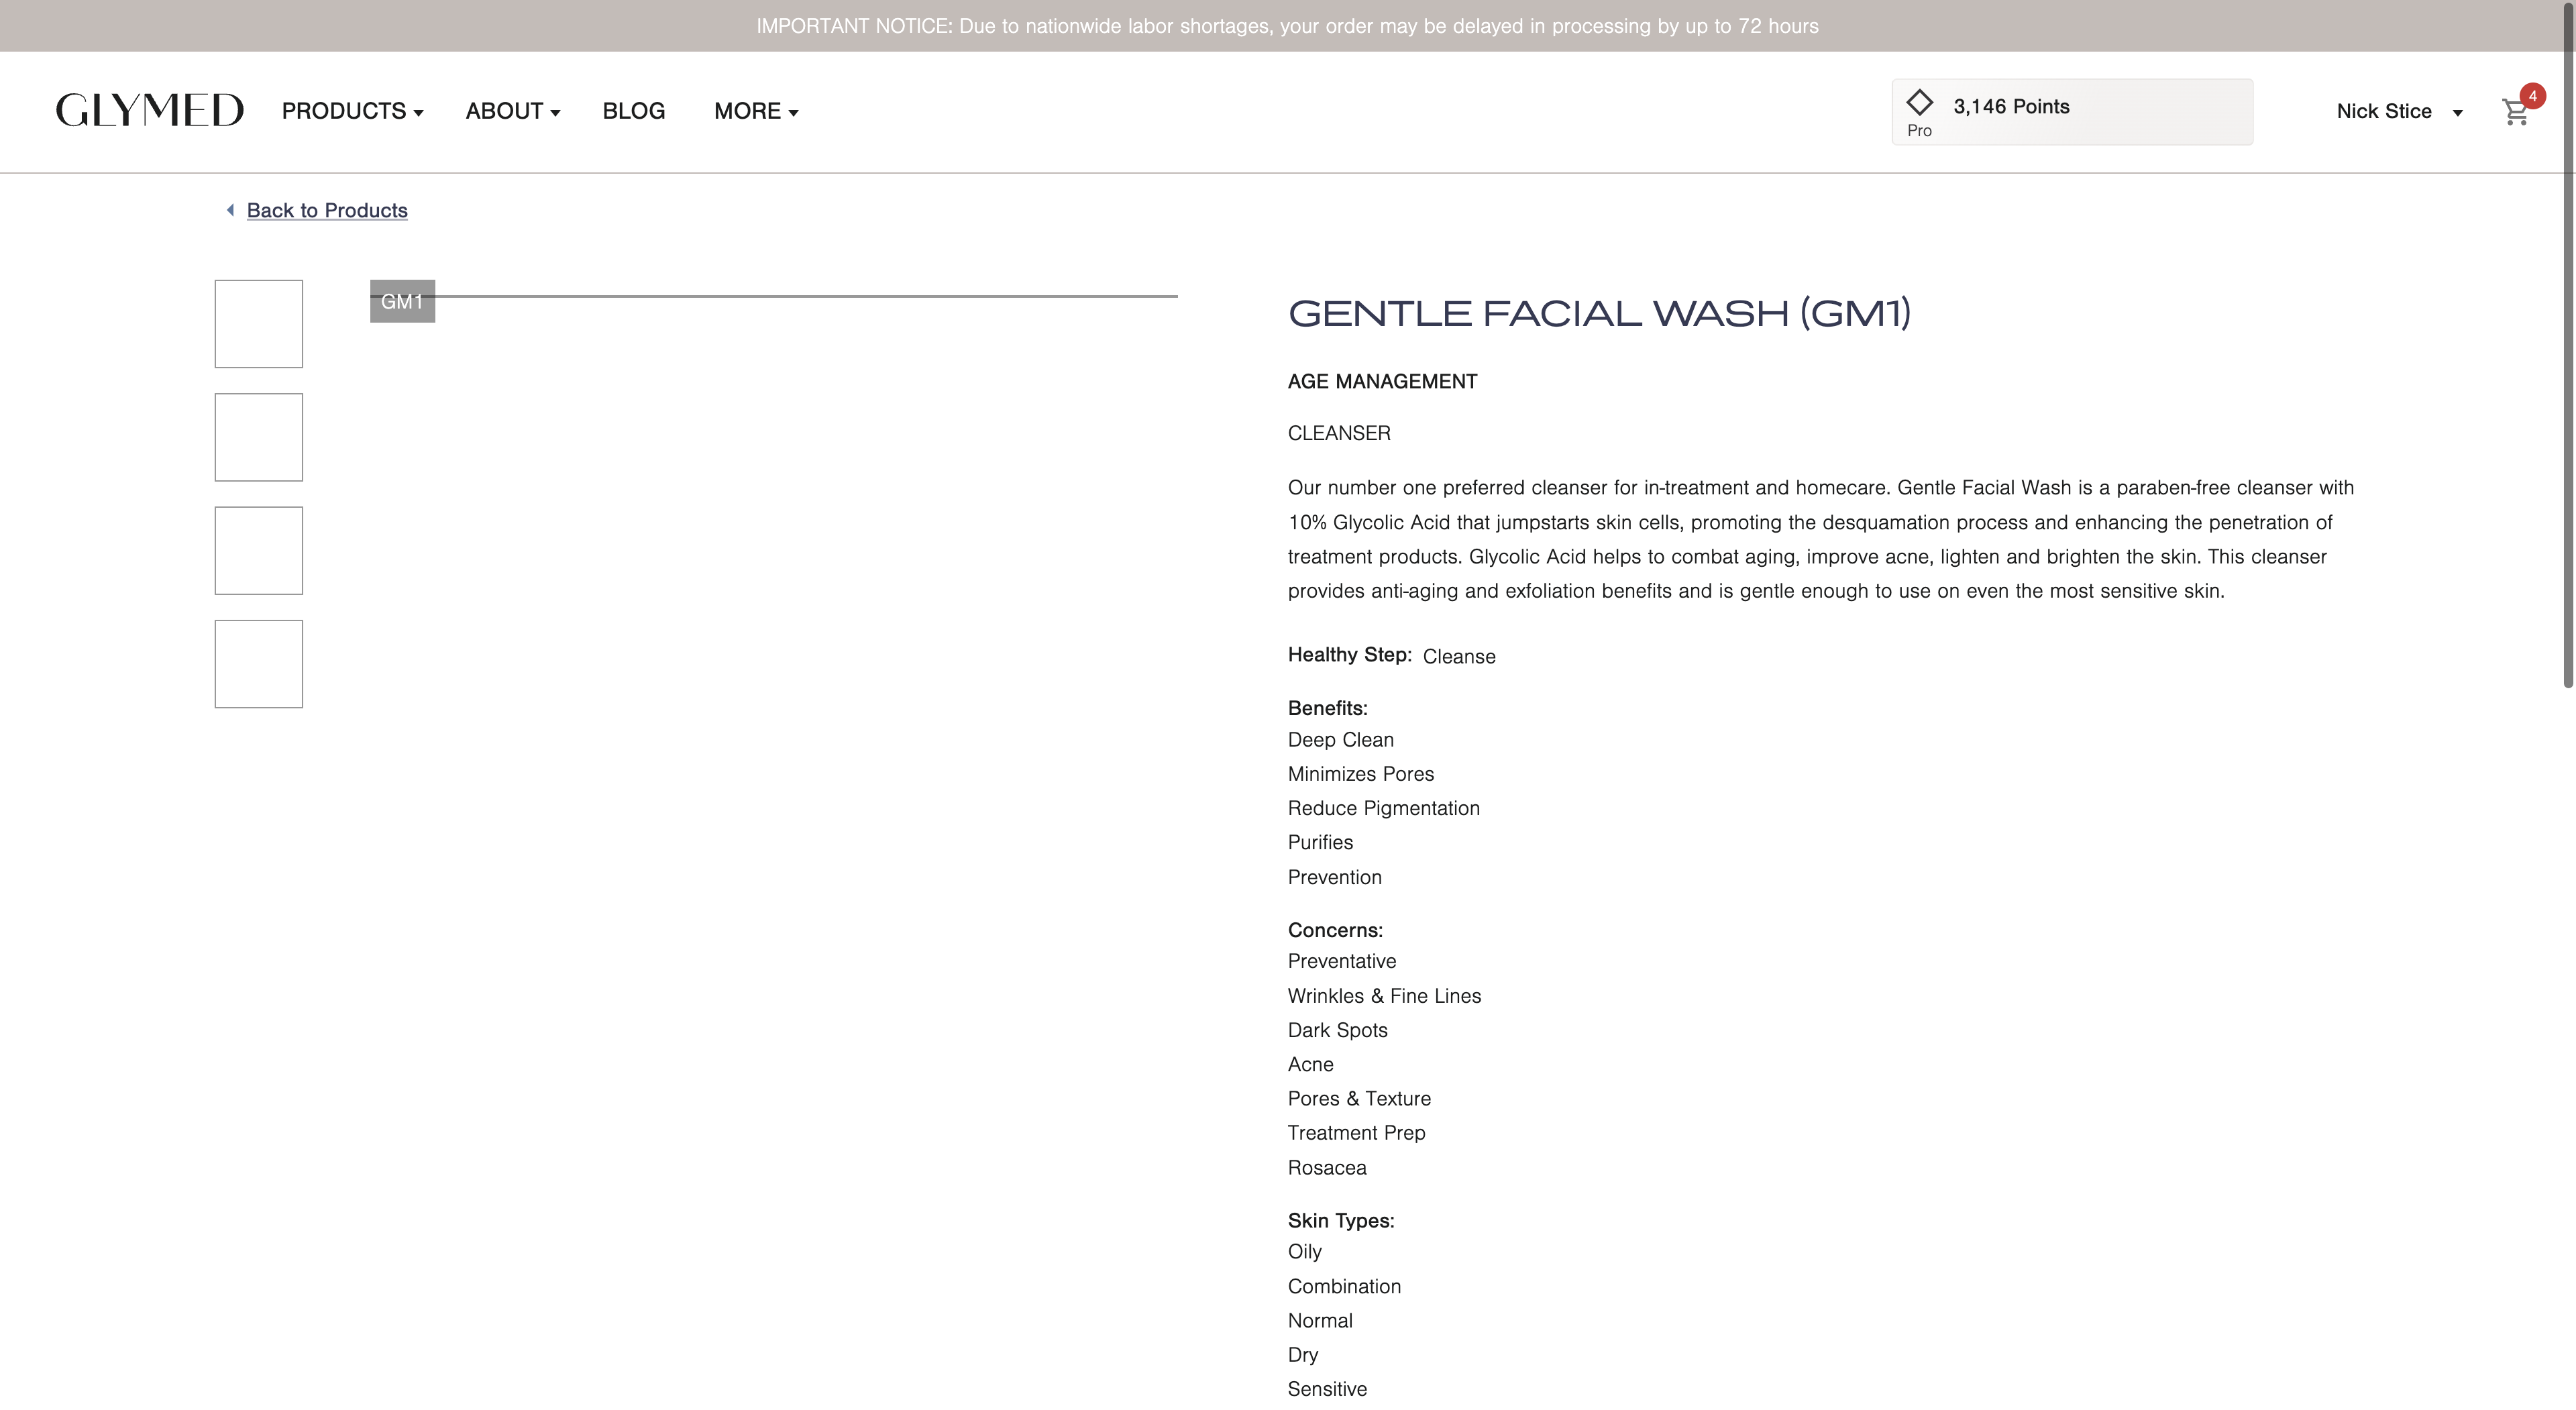 IMPORTANT NOTICE: Due to nationwide labor shortages, your order may be delayed in processing by up to 72 hours
GLYMED
PRODUCTS
ABOUT
BLOG
MORE
3,146 Points
Pro
Nick Stice
4
Back to Products
GM1
GENTLE FACIAL WASH (GM1)
AGE MANAGEMENT
CLEANSER
Our number one preferred cleanser for in-treatment and homecare. Gentle Facial Wash is a paraben-free cleanser with
10% Glycolic Acid that jumpstarts skin cells, promoting the desquamation process and enhancing the penetration of
treatment products. Glycolic Acid helps to combat aging, improve acne, lighten and brighten the skin. This cleanser
provides anti-aging and exfoliation benefits and is gentle enough to use on even the most sensitive skin.
Healthy Step: Cleanse
Benefits:
Deep Clean
Minimizes Pores
Reduce Pigmentation
Purifies
Prevention
Concerns:
Preventative
Wrinkles & Fine Lines
Dark Spots
Acne
Pores & Texture
Treatment Prep
Rosacea
Skin Types:
Oily
Combination
Normal
Dry
Sensitive